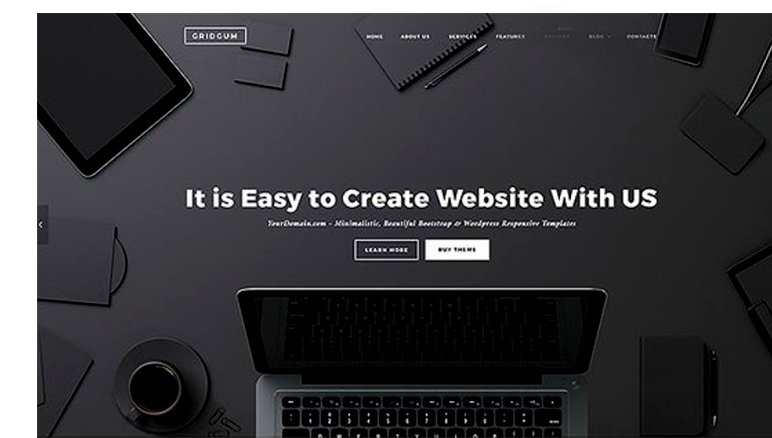 GRIDGUM
HOME ABOUT US SERVICES FEATURES BLOG CONTACTS
It is Easy to Create Website With US
YourDomain.com - Minimalistic, Beautiful Bootstrap & Wordpress Responsive Templates
LEARN MORE BUY THEME